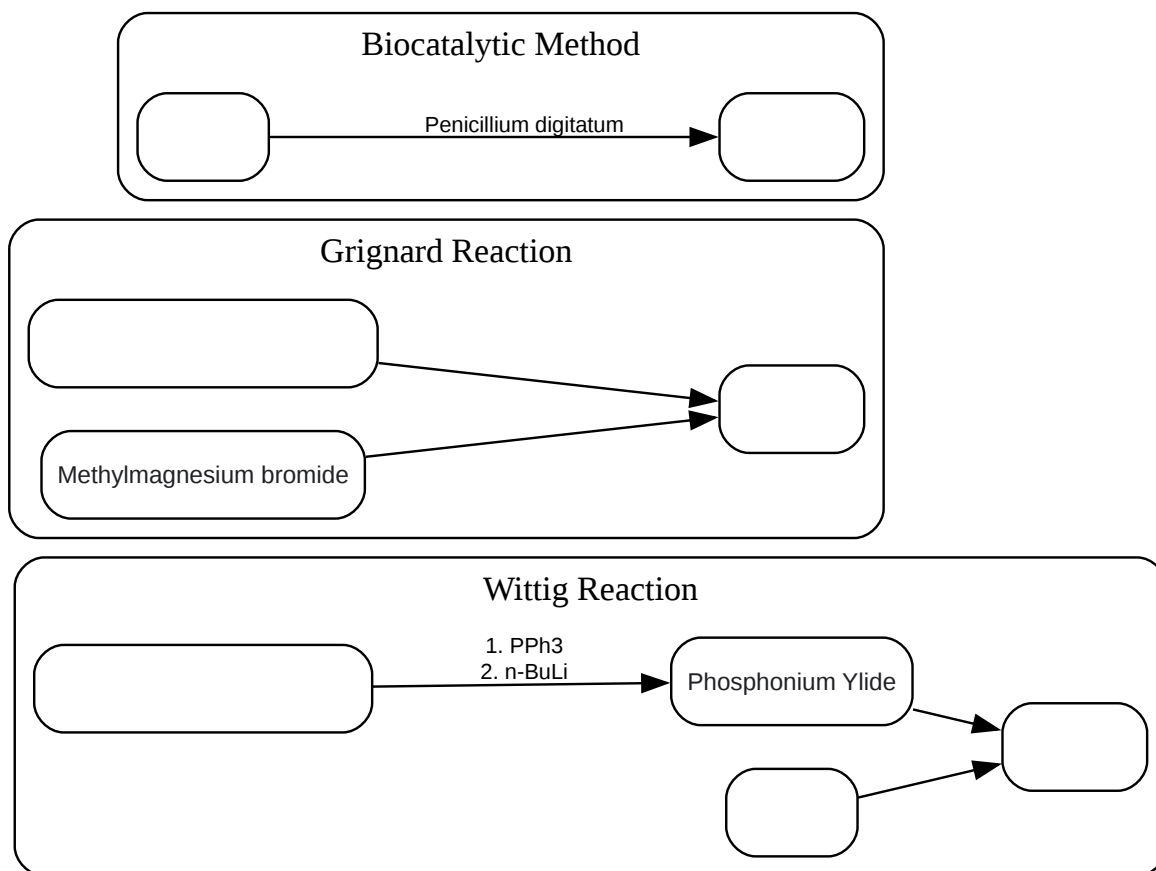 Biocatalytic Method
Penicillium digitatum
Grignard Reaction
Methylmagnesium bromide
Wittig Reaction
1. PPh3
2. n-BuLi
Phosphonium Ylide